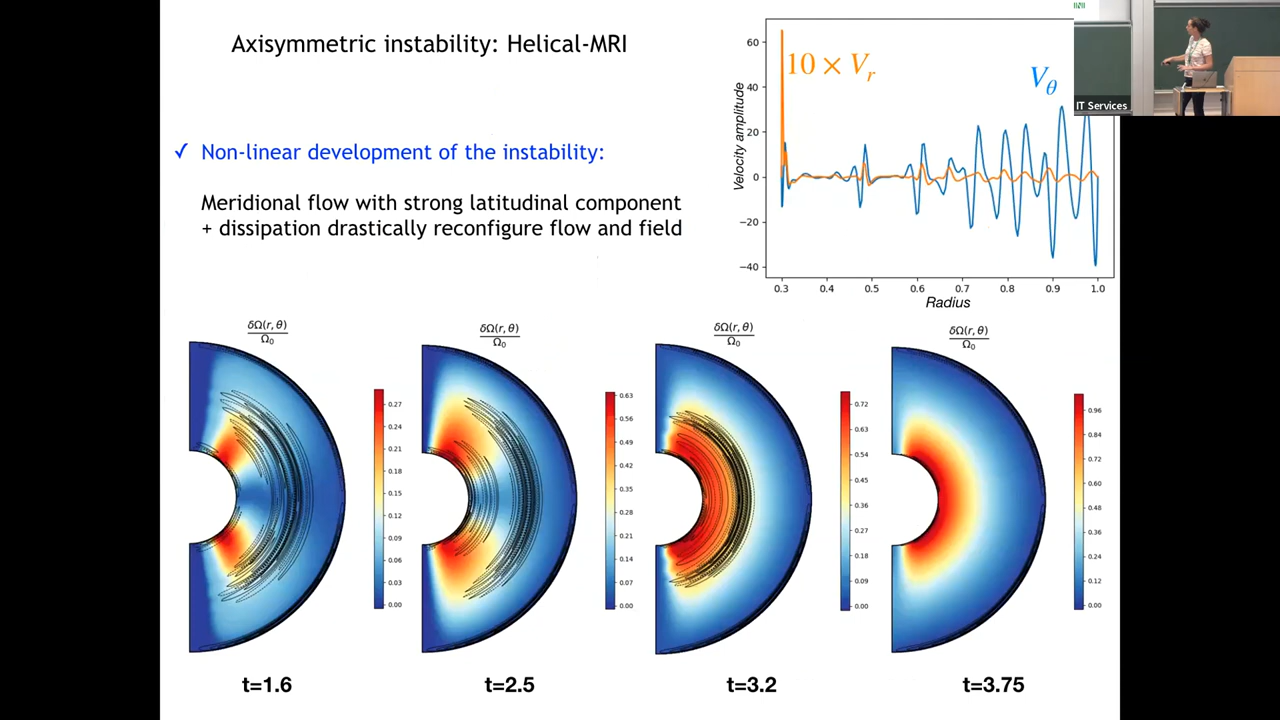 Axisymmetric instability: Helical-MRI
✓ Non-linear development of the instability:
Meridional flow with strong latitudinal component
+ dissipation drastically reconfigure flow and field
10 × V_r
V_θ
Velocity amplitude
60
40
20
0
−20
−40
0.3 0.4 0.5 0.6 0.7 0.8 0.9 1.0
Radius
IT Services
δΩ(r, θ)
Ω₀
0.27
0.24
0.21
0.18
0.15
0.12
0.09
0.06
0.03
0.00
t=1.6
δΩ(r, θ)
Ω₀
0.63
0.56
0.49
0.42
0.35
0.28
0.21
0.14
0.07
0.00
t=2.5
δΩ(r, θ)
Ω₀
0.72
0.63
0.54
0.45
0.36
0.27
0.18
0.09
0.00
t=3.2
δΩ(r, θ)
Ω₀
0.96
0.84
0.72
0.60
0.48
0.36
0.24
0.12
0.00
t=3.75